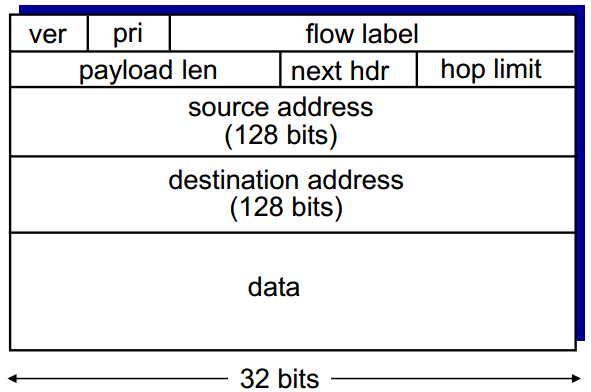 ver pri flow label
payload len next hdr hop limit
source address
(128 bits)
destination address
(128 bits)
data
32 bits